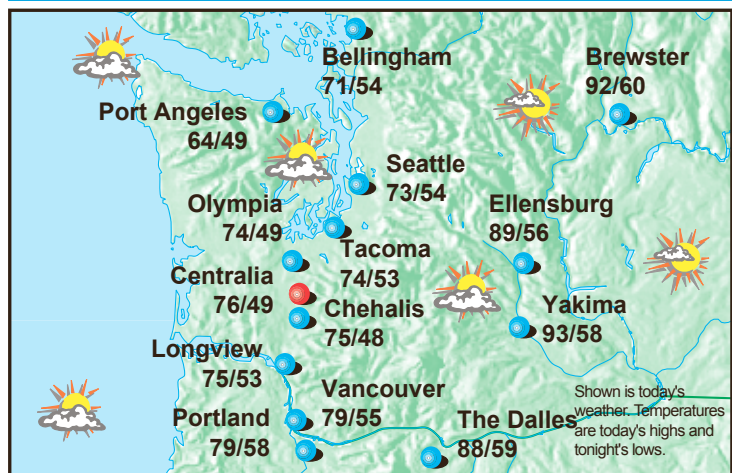 Bellingham
71/54
Brewster
92/60
Port Angeles
64/49
Seattle
73/54
Olympia
74/49
Ellensburg
89/56
Tacoma
74/53
Centralia
76/49
Chehalis
75/48
Yakima
93/58
Longview
75/53
Vancouver
79/55
Portland
79/58
The Dalles
88/59
Shown is today's
weather. Temperatures
are today's highs and
tonight's lows.